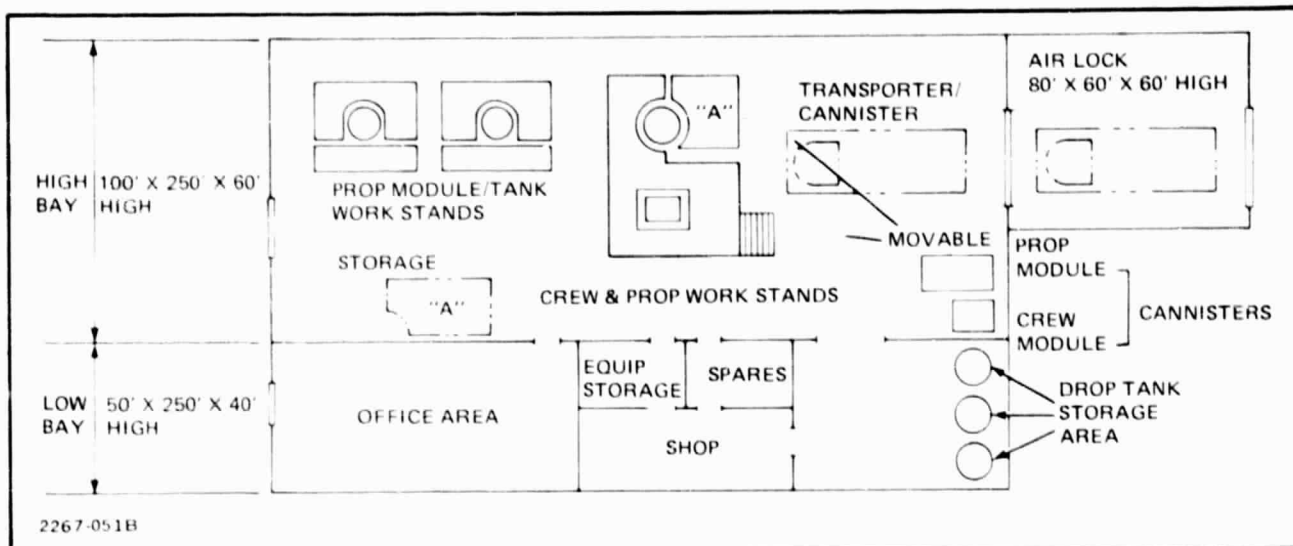 AIR LOCK
80' X 60' X 60' HIGH
TRANSPORTER/
CANNISTER
"A"
HIGH
BAY
100' X 250' X 60'
HIGH
PROP MODULE/TANK
WORK STANDS
MOVABLE
STORAGE
"A"
CREW & PROP WORK STANDS
PROP
MODULE
CREW
MODULE
CANNISTERS
LOW
BAY
50' X 250' X 40'
HIGH
OFFICE AREA
EQUIP
STORAGE
SPARES
SHOP
DROP TANK
STORAGE
AREA
2267-051B